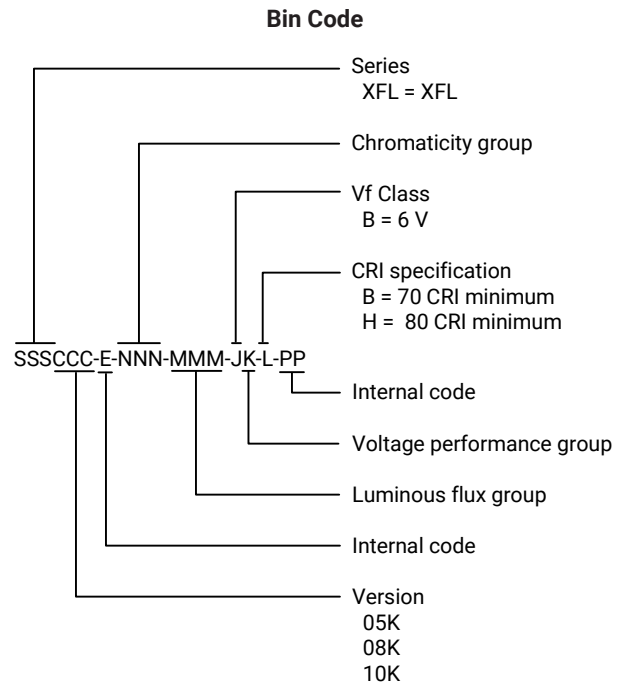 Bin Code
Series
XFL = XFL
Chromaticity group
Vf Class
B = 6 V
CRI specification
B = 70 CRI minimum
H = 80 CRI minimum
SSSCCC-E-NNN-MMM-JK-L-PP
Internal code
Voltage performance group
Luminous flux group
Internal code
Version
05K
08K
10K